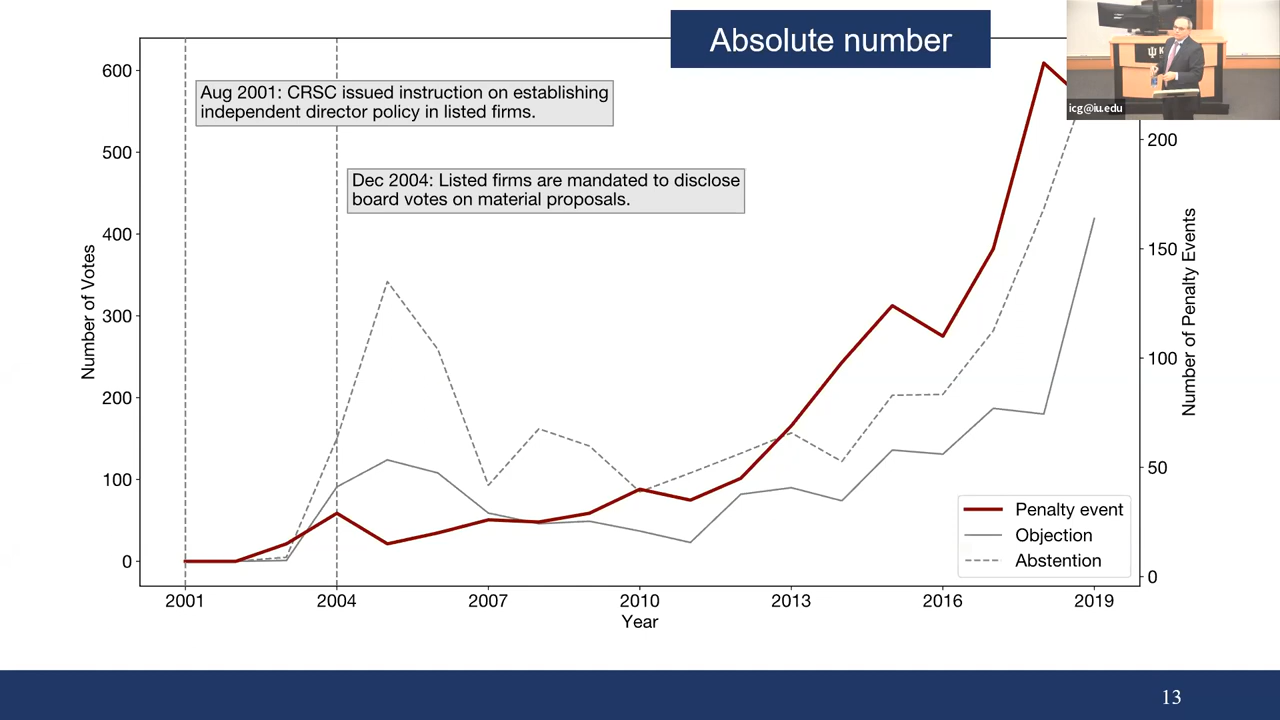 Absolute number
icg@iu.edu
Aug 2001: CRSC issued instruction on establishing
independent director policy in listed firms.
Dec 2004: Listed firms are mandated to disclose
board votes on material proposals.
Number of Votes
600
500
400
300
200
100
0
200
150
100
50
0
Number of Penalty Events
Penalty event
Objection
Abstention
2001
2004
2007
2010
2013
2016
2019
Year
13